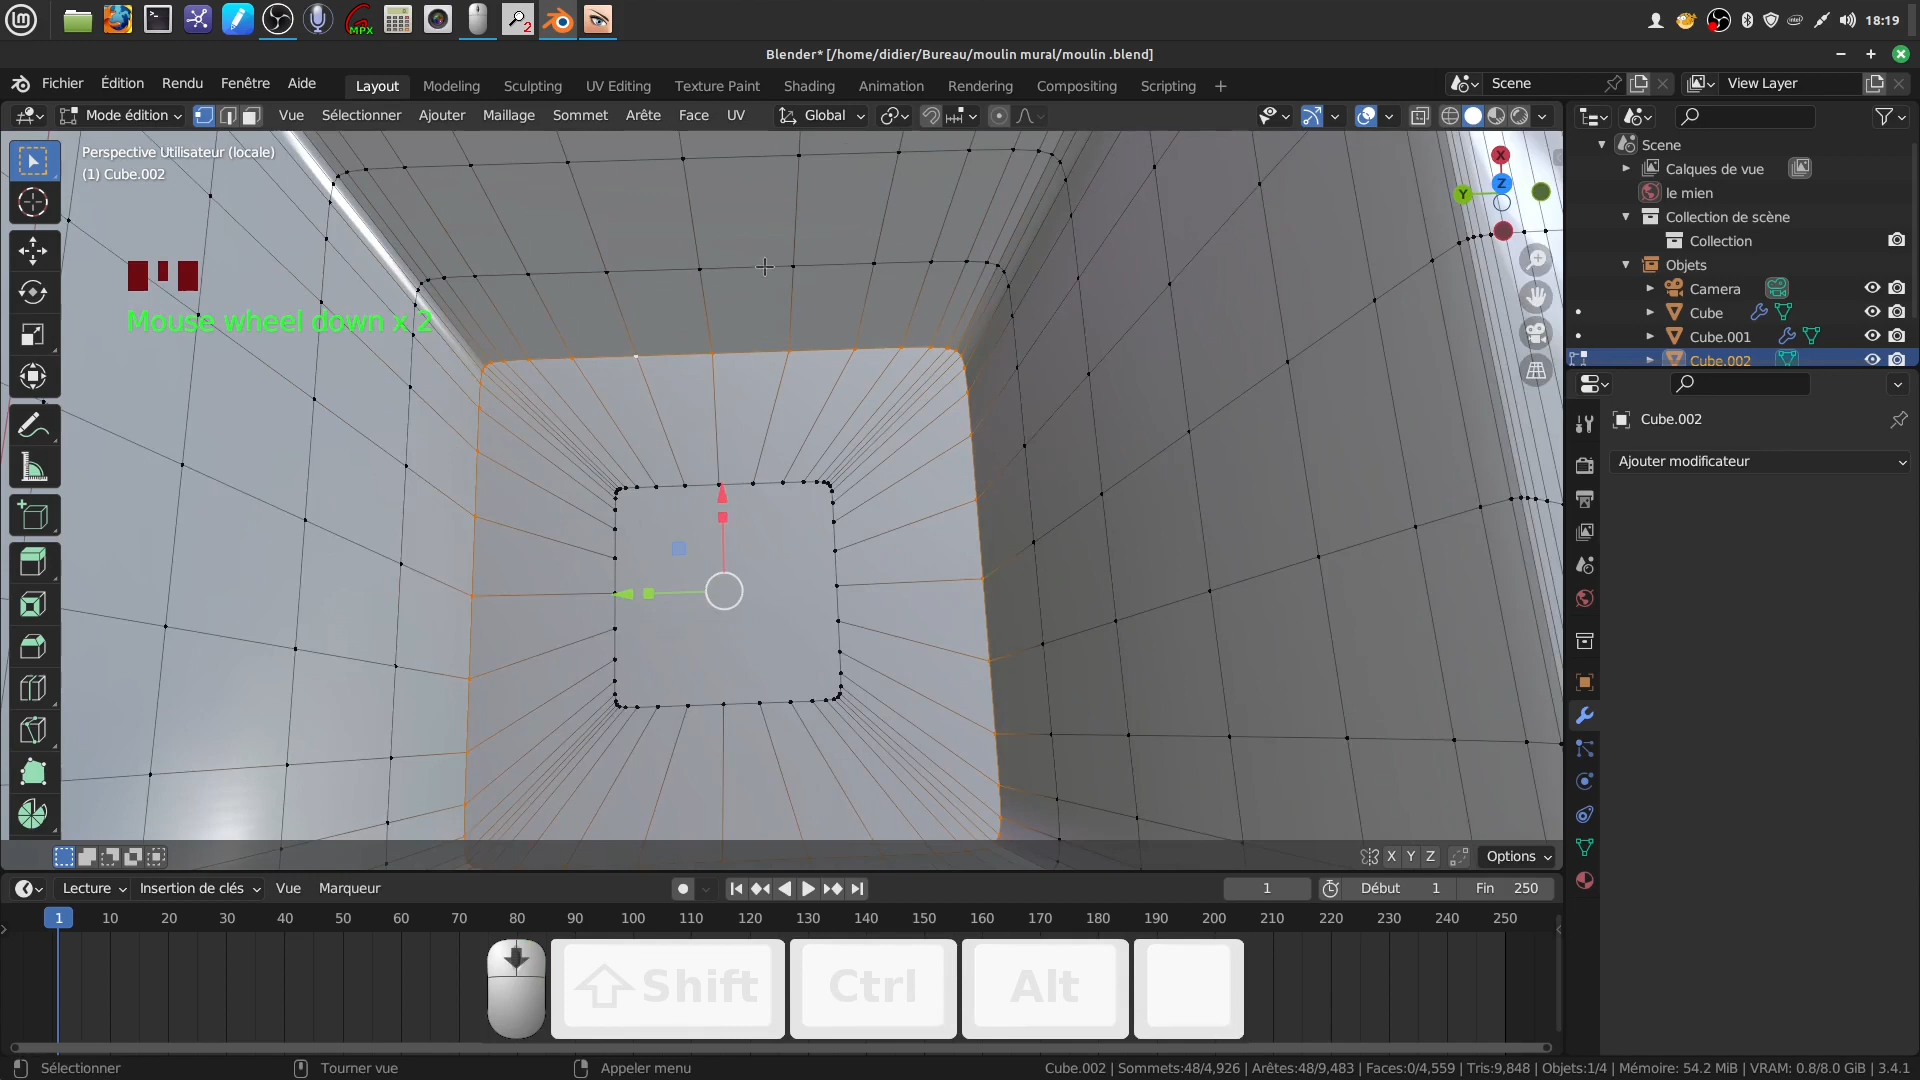 MPX
2
18:19
Blender* [/home/didier/Bureau/moulin mural/moulin .blend]
Fichier Édition Rendu Fenêtre Aide
Layout Modeling Sculpting UV Editing Texture Paint Shading Animation Rendering Compositing Scripting +
Scene
View Layer
Mode édition Vue Sélectionner Ajouter Maillage Sommet Arête Face UV
Global
Perspective Utilisateur (locale)
(1) Cube.002
Mouse wheel down x 2
X
Y
Z
Scene
Calques de vue
le mien
Collection de scène
Collection
Objets
Camera
Cube
Cube.001
Cube.002
Cube.002
Ajouter modificateur
X Y Z
Options
Lecture Insertion de clés Vue Marqueur
1
Début 1
Fin 250
1 10 20 30 40 50 60 70 80 90 100 110 120 130 140 150 160 170 180 190 200 210 220 230 240 250
Shift Ctrl Alt
Sélectionner
Tourner vue
Appeler menu
Cube.002 | Sommets:48/4,926 | Arêtes:48/9,483 | Faces:0/4,559 | Tris:9,848 | Objets:1/4 | Mémoire: 54.2 MiB | VRAM: 0.8/8.0 GiB | 3.4.1